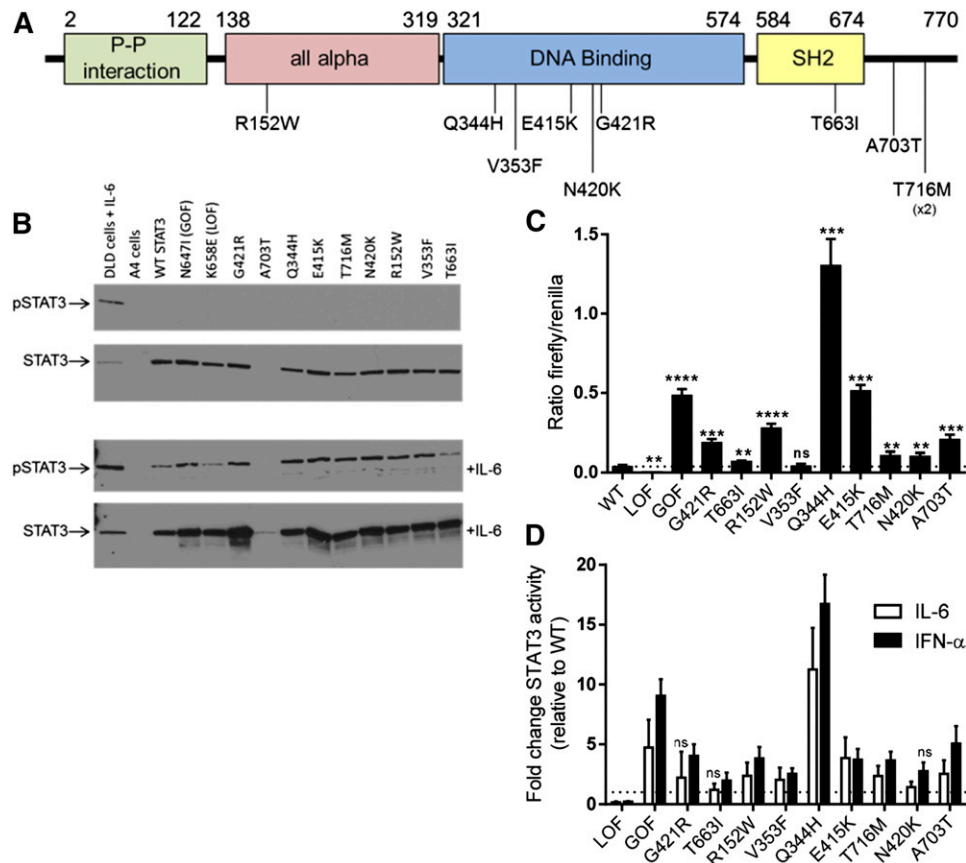 A
2 122 138 319 321 574 584 674 770
P-P
interaction
all alpha
DNA Binding
SH2
R152W
Q344H
E415K
G421R
T663I
V353F
A703T
N420K
T716M
(x2)
B
DLD cells + IL-6
A4 cells
WT STAT3
N647I (GOF)
K658E (LOF)
G421R
A703T
Q344H
E415K
T716M
N420K
R152W
V353F
T663I
pSTAT3
STAT3
pSTAT3
+IL-6
STAT3
+IL-6
C
Ratio firefly/renilla
1.5
1.0
0.5
0.0
**
****
***
**
****
ns
***
***
**
**
***
WT
LOF
GOF
G421R
T663I
R152W
V353F
Q344H
E415K
T716M
N420K
A703T
D
Fold change STAT3 activity
(relative to WT)
20
15
10
5
0
IL-6
IFN-α
ns
ns
ns
LOF
GOF
G421R
T663I
R152W
V353F
Q344H
E415K
T716M
N420K
A703T